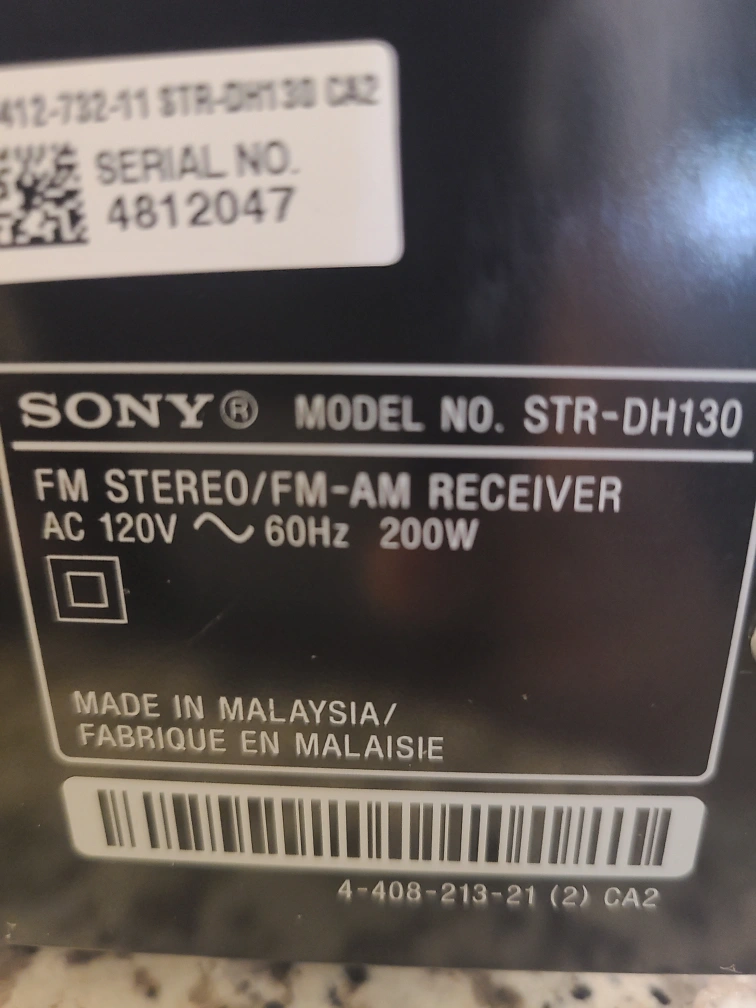 412-732-11 STR-DH130 CA2
SERIAL NO.
4812047
SONY® MODEL NO. STR-DH130
FM STEREO/FM-AM RECEIVER
AC 120V ~ 60Hz 200W
MADE IN MALAYSIA/
FABRIQUE EN MALAISIE
4-408-213-21 (2) CA2